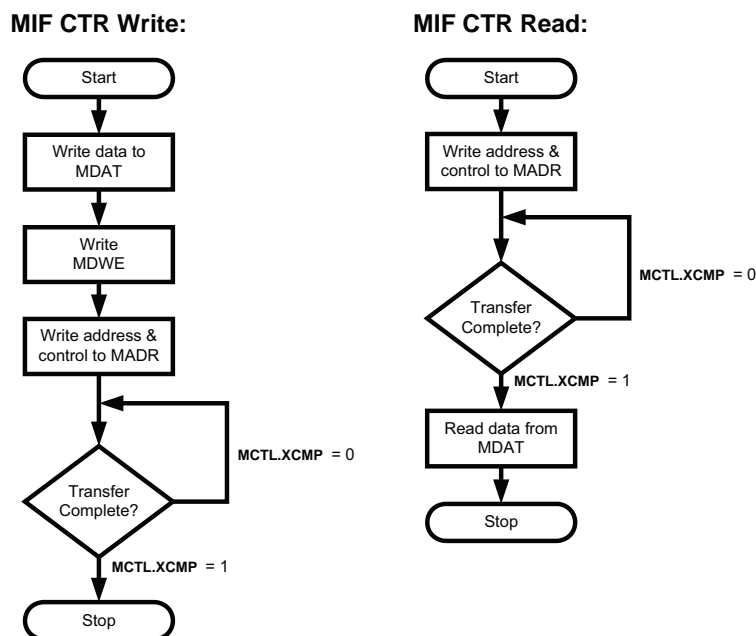 MIF CTR Write:
Start
Write data to
MDAT
Write
MDWE
Write address &
control to MADR
MCTL.XCMP = 0
Transfer
Complete?
MCTL.XCMP = 1
Stop
MIF CTR Read:
Start
Write address &
control to MADR
MCTL.XCMP = 0
Transfer
Complete?
MCTL.XCMP = 1
Read data from
MDAT
Stop